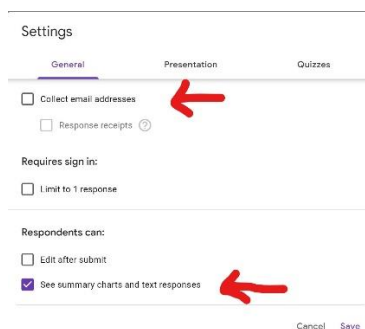 Settings
General Presentation Quizzes
Collect email addresses
Response receipts ?
Requires sign in:
Limit to 1 response
Respondents can:
Edit after submit
See summary charts and text responses
Cancel Save